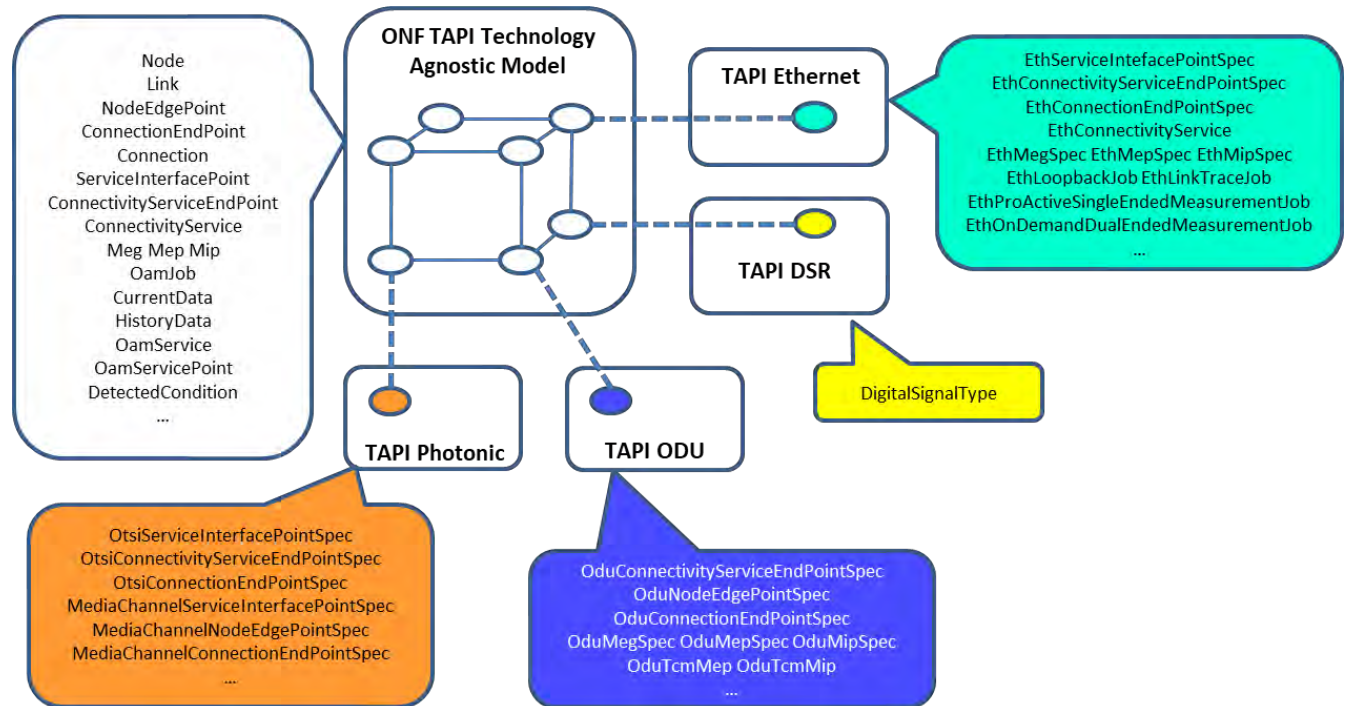 Node
Link
NodeEdgePoint
ConnectionEndPoint
Connection
ServiceInterfacePoint
ConnectivityServiceEndPoint
ConnectivityService
Meg Mep Mip
OamJob
CurrentData
HistoryData
OamService
OamServicePoint
DetectedCondition
...
ONF TAPI Technology
Agnostic Model
TAPI Ethernet
EthServiceIntefacePointSpec
EthConnectivityServiceEndPointSpec
EthConnectionEndPointSpec
EthConnectivityService
EthMegSpec EthMepSpec EthMipSpec
EthLoopbackJob EthLinkTraceJob
EthProActiveSingleEndedMeasurementJob
EthOnDemandDualEndedMeasurementJob
...
TAPI DSR
DigitalSignalType
TAPI Photonic
TAPI ODU
OtsiServiceInterfacePointSpec
OtsiConnectivityServiceEndPointSpec
OtsiConnectionEndPointSpec
MediaChannelServiceInterfacePointSpec
MediaChannelNodeEdgePointSpec
MediaChannelConnectionEndPointSpec
...
OduConnectivityServiceEndPointSpec
OduNodeEdgePointSpec
OduConnectionEndPointSpec
OduMegSpec OduMepSpec OduMipSpec
OduTcmMep OduTcmMip
...